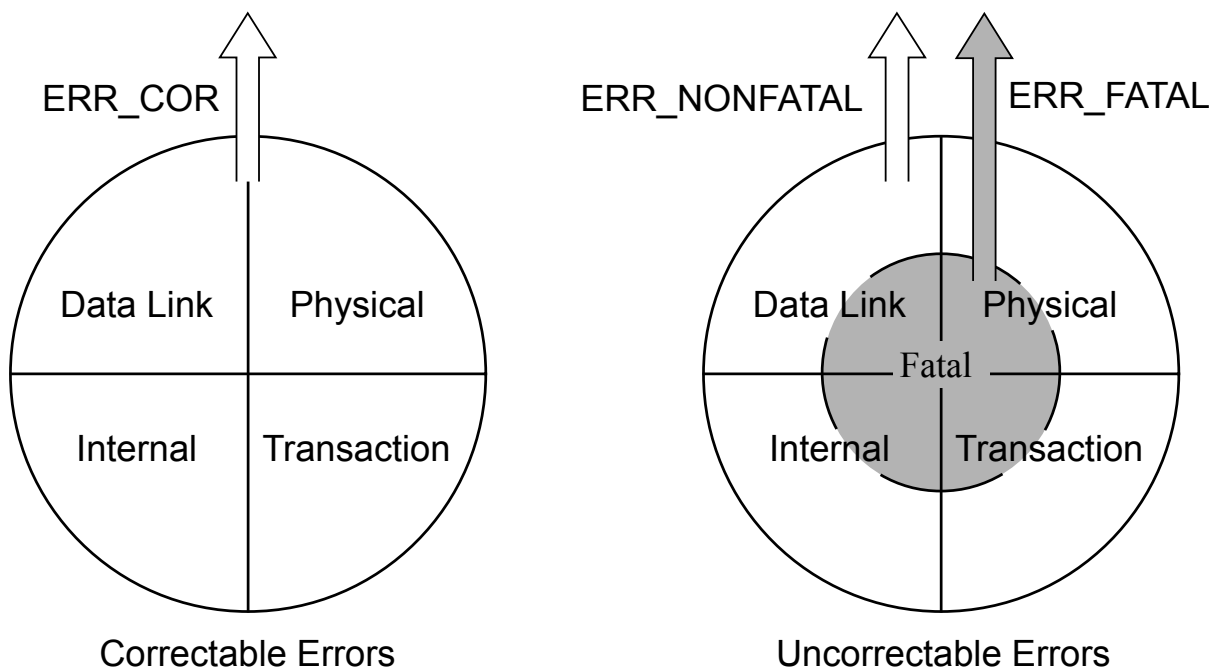 ERR_COR
ERR_NONFATAL
ERR_FATAL
Data Link
Physical
Internal
Transaction
Data Link
Physical
Fatal
Internal
Transaction
Correctable Errors
Uncorrectable Errors